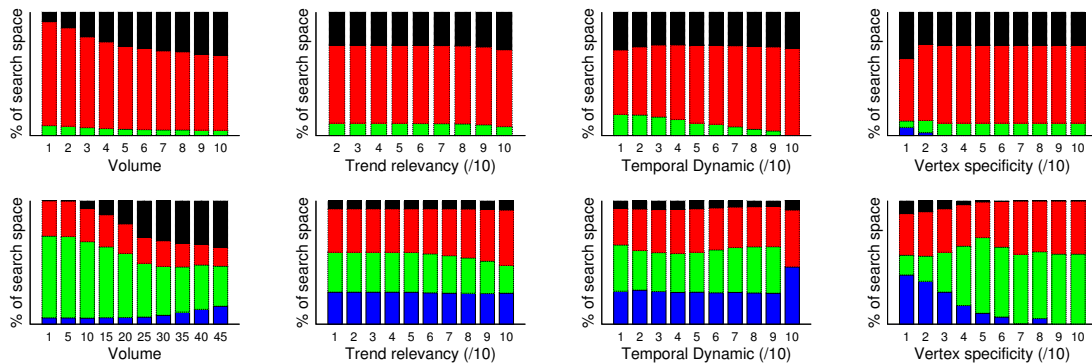 % of search space
1 2 3 4 5 6 7 8 9 10
Volume
% of search space
2 3 4 5 6 7 8 9 10
Trend relevancy (/10)
% of search space
1 2 3 4 5 6 7 8 9 10
Temporal Dynamic (/10)
% of search space
1 2 3 4 5 6 7 8 9 10
Vertex specificity (/10)
% of search space
1 5 10 15 20 25 30 35 40 45
Volume
% of search space
1 2 3 4 5 6 7 8 9 10
Trend relevancy (/10)
% of search space
1 2 3 4 5 6 7 8 9 10
Temporal Dynamic (/10)
% of search space
1 2 3 4 5 6 7 8 9 10
Vertex specificity (/10)